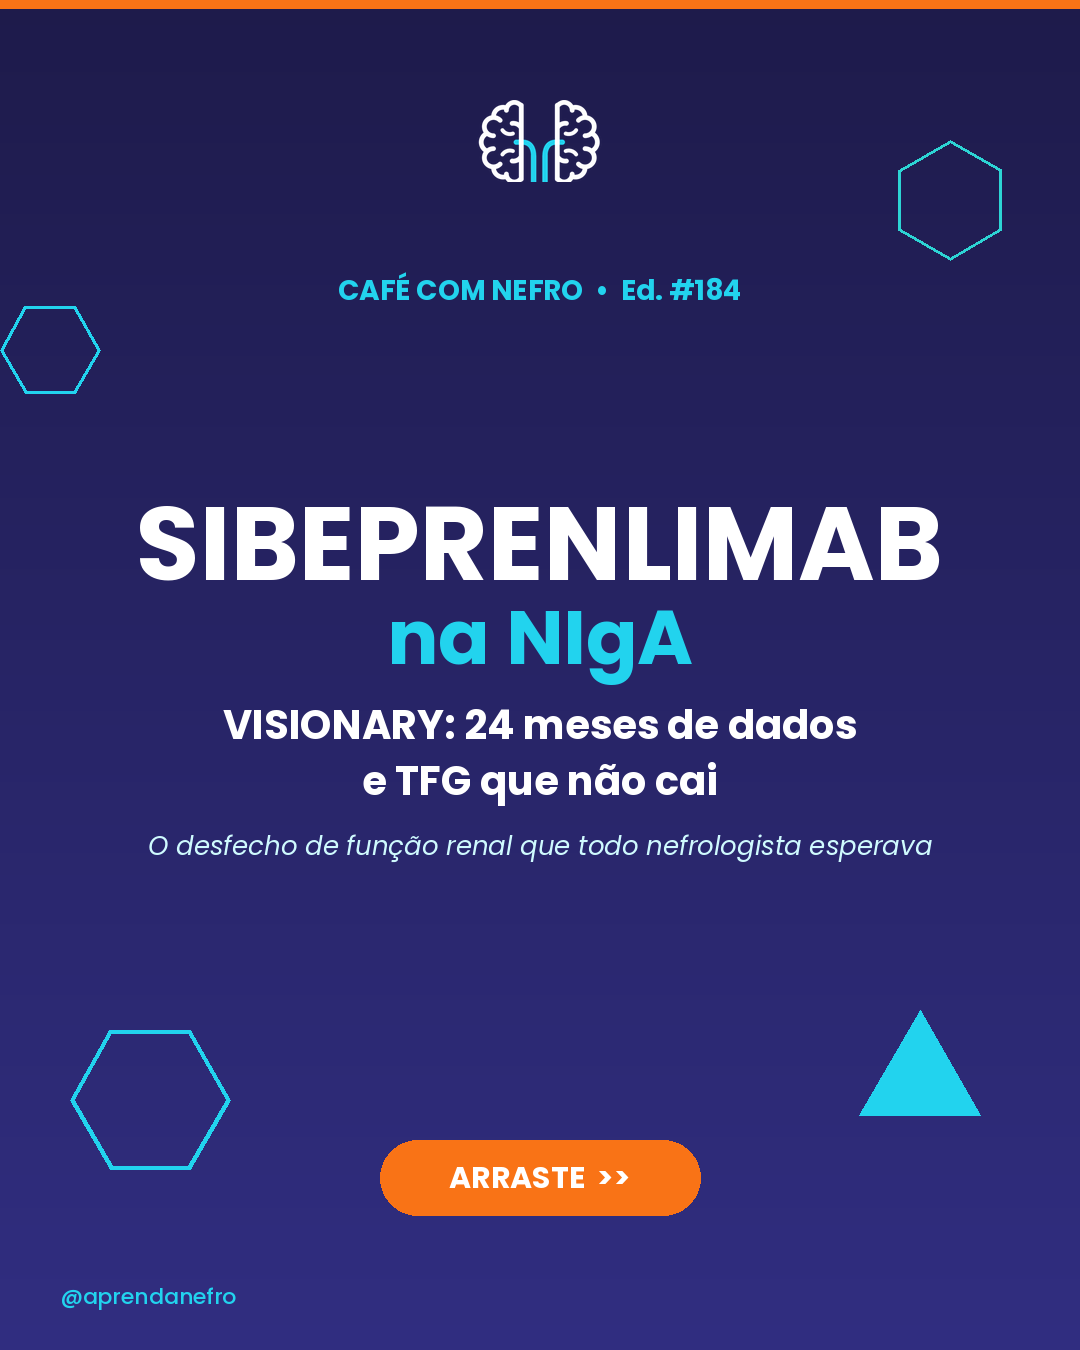 CAFÉ COM NEFRO • Ed. #184
SIBEPRENLIMAB
na NIgA
VISIONARY: 24 meses de dados
e TFG que não cai
O desfecho de função renal que todo nefrologista esperava
ARRASTE >>
@aprendanefro